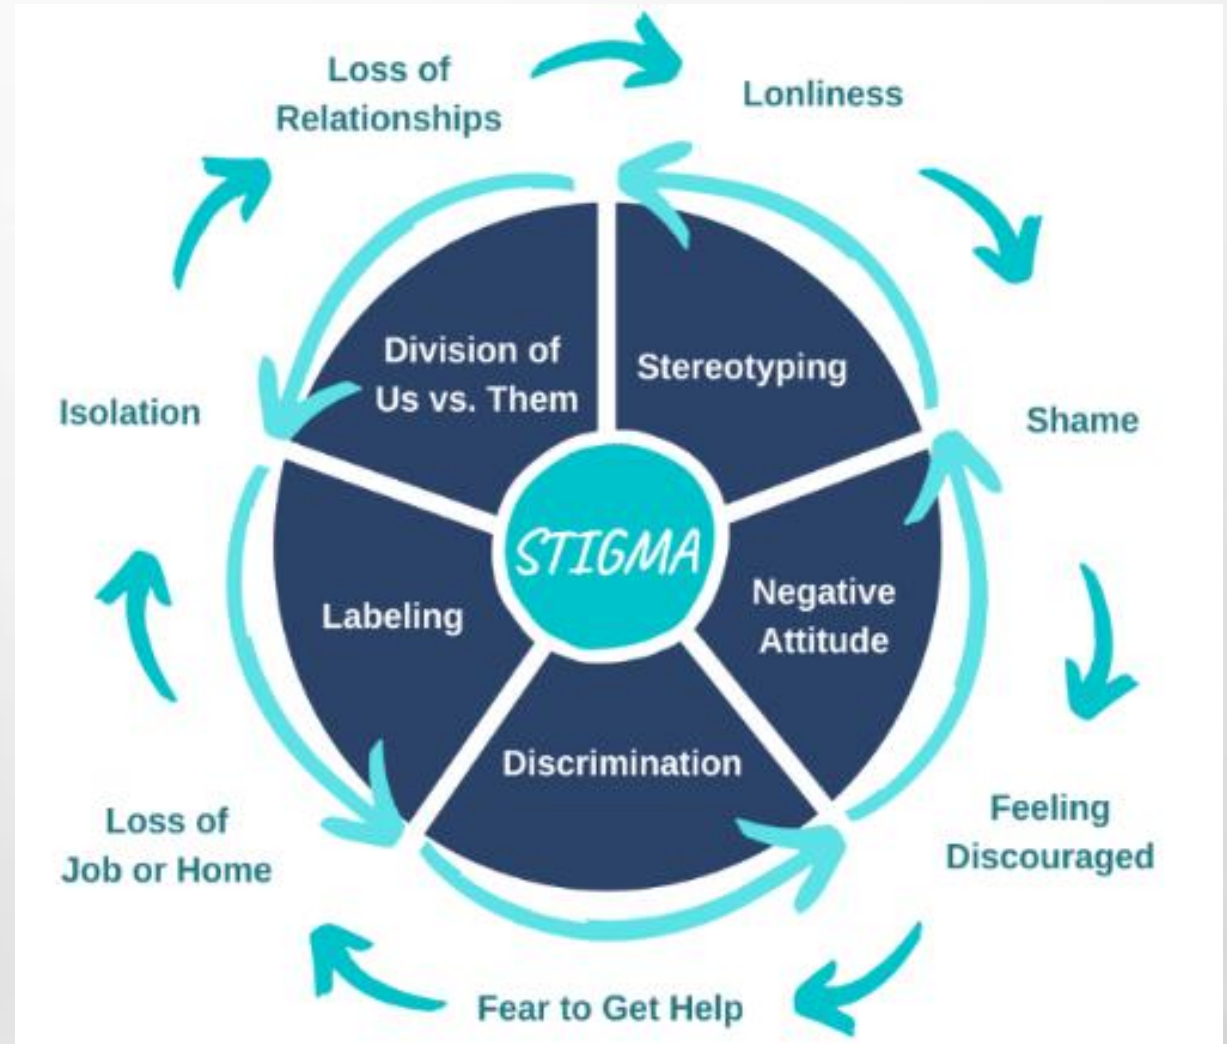 Loss of
Relationships
Lonliness
Shame
Feeling
Discouraged
Fear to Get Help
Loss of
Job or Home
Isolation
Division of
Us vs. Them
Stereotyping
Negative
Attitude
Discrimination
Labeling
STIGMA